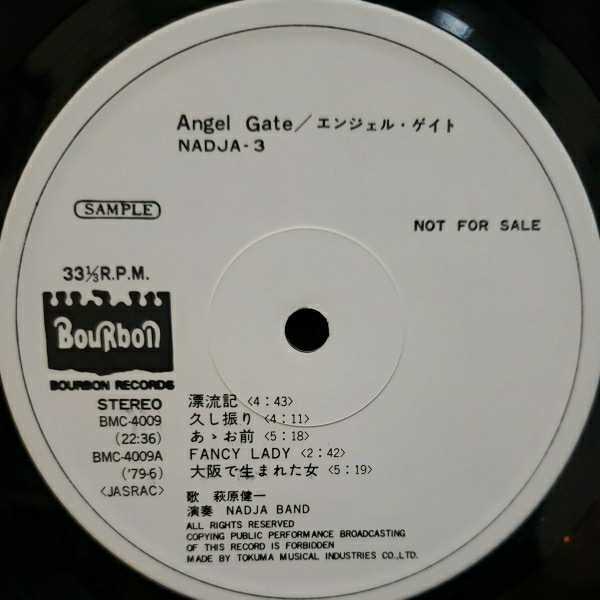 Angel Gate／エンジェル・ゲイト
NADJA-3
SAMPLE
NOT FOR SALE
33⅓R.P.M.
BouRbon
BOURBON RECORDS
STEREO
BMC-4009
(22:36)
BMC-4009A
('79-6)
<JASRAC>
漂流記 <4：43>
久し振り <4：11>
あゝお前 <5：18>
FANCY LADY <2：42>
大阪で生まれた女 <5：19>
歌 萩原健一
演奏 NADJA BAND
ALL RIGHTS RESERVED
COPYING PUBLIC PERFORMANCE BROADCASTING
OF THIS RECORD IS FORBIDDEN
MADE BY TOKUMA MUSICAL INDUSTRIES CO.,LTD.